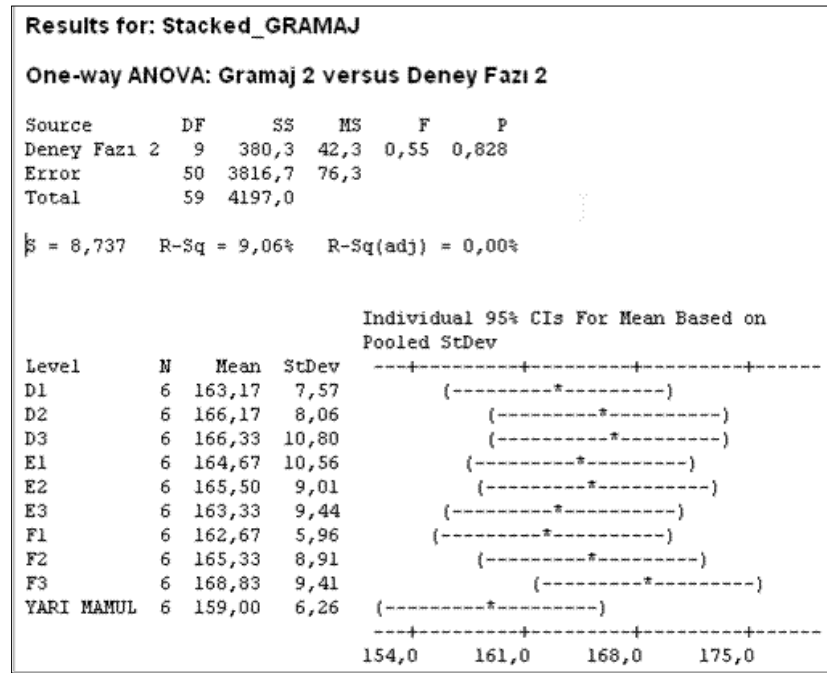 Results for: Stacked_GRAMAJ
One-way ANOVA: Gramaj 2 versus Deney Fazı 2
Source DF SS MS F P
Deney Fazı 2 9 380,3 42,3 0,55 0,828
Error 50 3816,7 76,3
Total 59 4197,0
S = 8,737 R-Sq = 9,06% R-Sq(adj) = 0,00%
Individual 95% CIs For Mean Based on
Pooled StDev
Level N Mean StDev ---+---------+---------+---------+------
D1 6 163,17 7,57 (---------*---------)
D2 6 166,17 8,06 (---------*----------)
D3 6 166,33 10,80 (----------*---------)
E1 6 164,67 10,56 (---------*---------)
E2 6 165,50 9,01 (---------*----------)
E3 6 163,33 9,44 (---------*----------)
F1 6 162,67 5,96 (---------*----------)
F2 6 165,33 8,91 (---------*---------)
F3 6 168,83 9,41 (---------*---------)
YARI MAMUL 6 159,00 6,26 (---------*---------)
---+---------+---------+---------+------
154,0 161,0 168,0 175,0